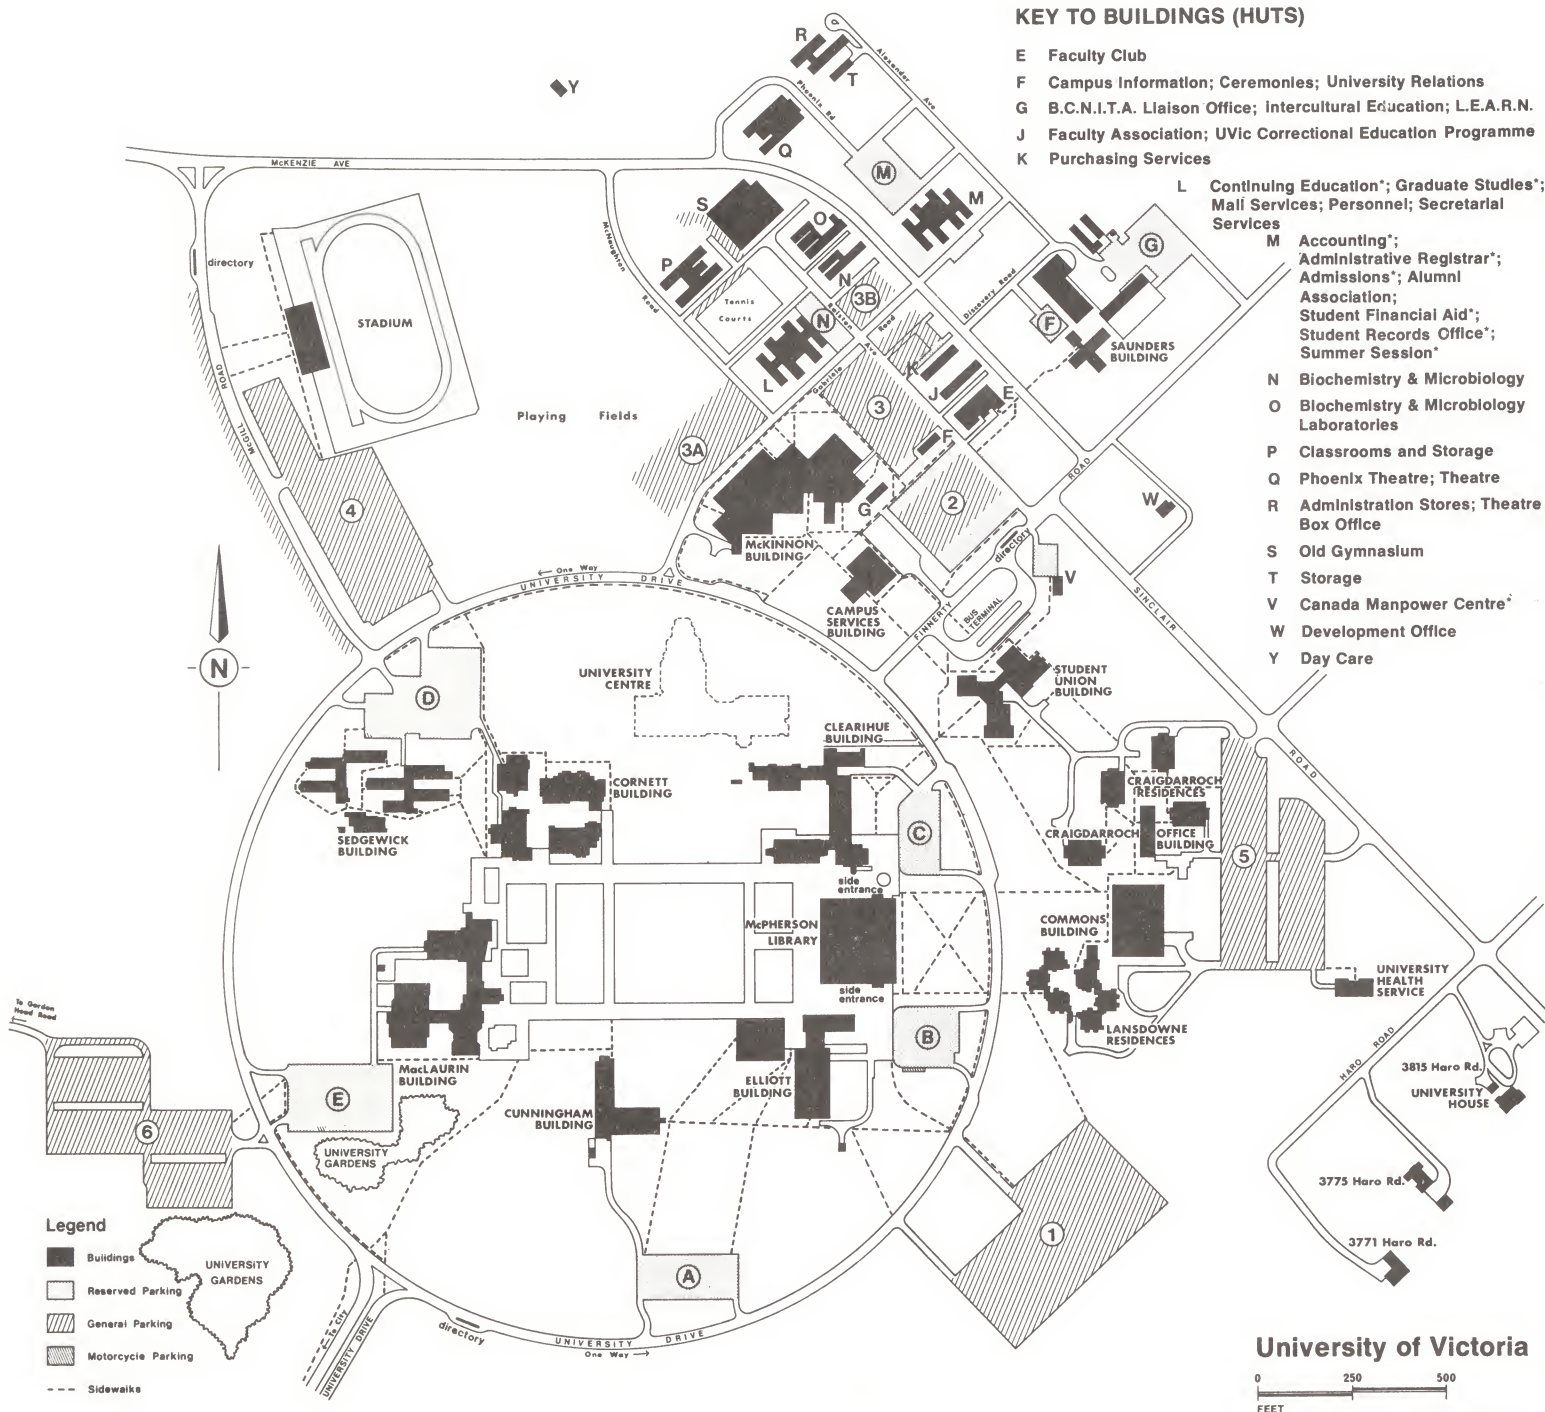 KEY TO BUILDINGS (HUTS)
E Faculty Club
F Campus Information; Ceremonies; University Relations
G B.C.N.I.T.A. Liaison Office; Intercultural Education; L.E.A.R.N.
J Faculty Association; UVic Correctional Education Programme
K Purchasing Services
L Continuing Education*; Graduate Studies*;
Mail Services; Personnel; Secretarial
Services
M Accounting*;
Administrative Registrar*;
Admissions*; Alumni
Association;
Student Financial Aid*;
Student Records Office*;
Summer Session*
N Biochemistry & Microbiology
O Biochemistry & Microbiology
Laboratories
P Classrooms and Storage
Q Phoenix Theatre; Theatre
R Administration Stores; Theatre
Box Office
S Old Gymnasium
T Storage
V Canada Manpower Centre*
W Development Office
Y Day Care
R
T
Alexander Ave
Phoenix Rd
Y
Q
M
M
McKENZIE AVE
S
O
G
McNaughton Road
P
N
Discovery Road
directory
3B
Tennis
Courts
N
Ralston Ave
Road
F
STADIUM
SAUNDERS
BUILDING
L
Gabriola
K
J
E
McGILL ROAD
Playing Fields
3
3A
F
ROAD
4
G
2
W
McKINNON
BUILDING
directory
V
← One Way
UNIVERSITY DRIVE
CAMPUS
SERVICES
BUILDING
FINNERTY
BUS
TERMINAL
SINCLAIR
ROAD
N
UNIVERSITY
CENTRE
STUDENT
UNION
BUILDING
D
CLEARIHUE
BUILDING
CORNETT
BUILDING
CRAIGDARROCH
RESIDENCES
SEDGEWICK
BUILDING
C
CRAIGDARROCH OFFICE
BUILDING
5
side
entrance
McPHERSON
LIBRARY
COMMONS
BUILDING
side
entrance
UNIVERSITY
HEALTH
SERVICE
To Gordon
Head Road
B
LANSDOWNE
RESIDENCES
HARO ROAD
MacLAURIN
BUILDING
ELLIOTT
BUILDING
3815 Haro Rd.
UNIVERSITY
HOUSE
E
CUNNINGHAM
BUILDING
6
UNIVERSITY
GARDENS
3775 Haro Rd.
1
3771 Haro Rd.
Legend
Buildings
Reserved Parking
General Parking
Motorcycle Parking
Sidewalks
UNIVERSITY
GARDENS
A
← To City
UNIVERSITY DRIVE
directory
UNIVERSITY DRIVE
One Way →
University of Victoria
0 250 500
FEET